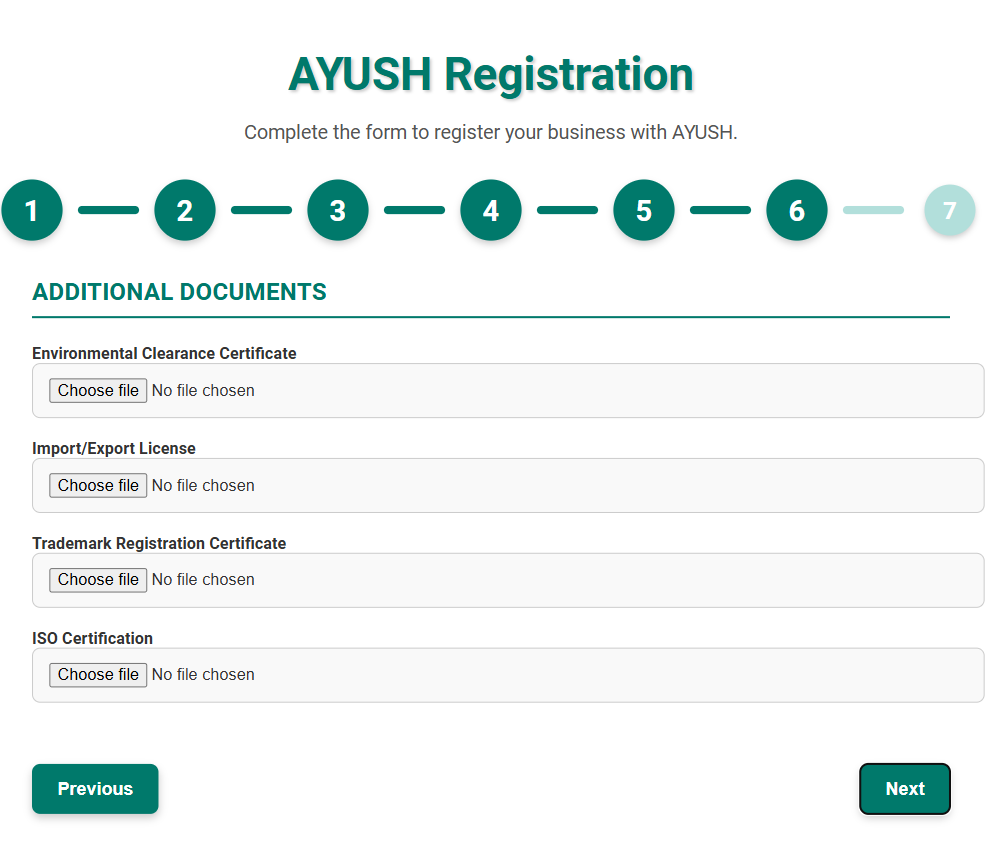 AYUSH Registration
Complete the form to register your business with AYUSH.
1 2 3 4 5 6 7
ADDITIONAL DOCUMENTS
Environmental Clearance Certificate
Choose file No file chosen
Import/Export License
Choose file No file chosen
Trademark Registration Certificate
Choose file No file chosen
ISO Certification
Choose file No file chosen
Previous Next